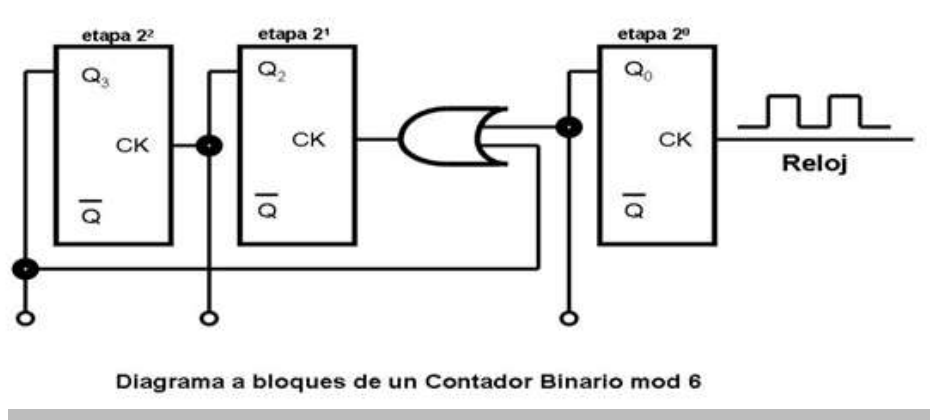 etapa 2² etapa 2¹ etapa 2⁰
Q₃ Q₂ Q₀
CK CK CK
Reloj
Q̅ Q̅ Q̅
Diagrama a bloques de un Contador Binario mod 6